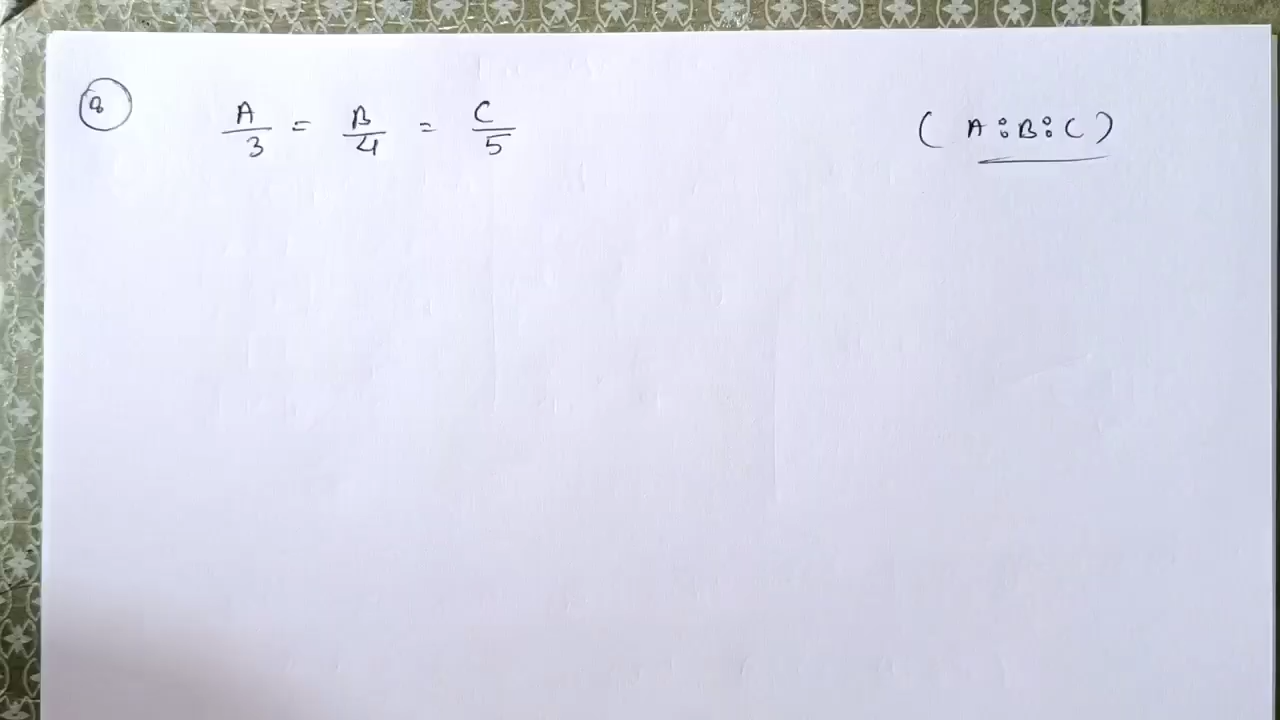 Q A/3 = B/4 = C/5 (A:B:C)